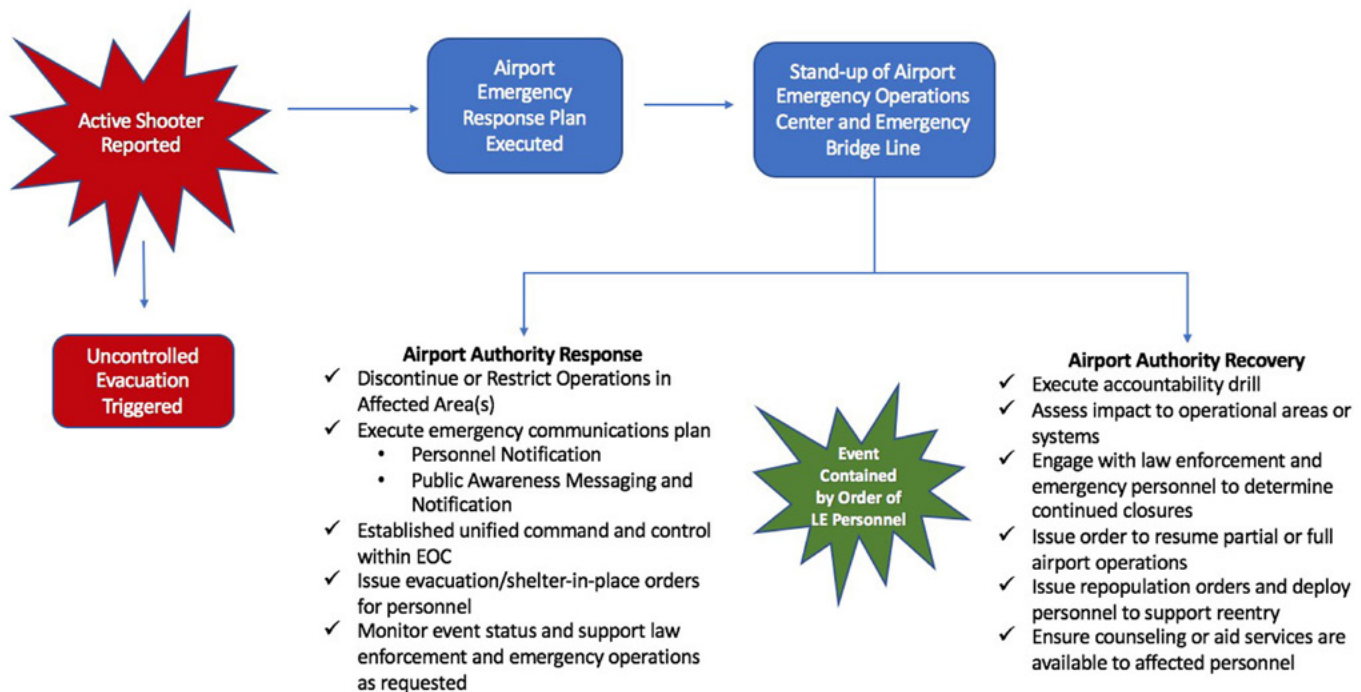 Active Shooter
Reported
Airport
Emergency
Response Plan
Executed
Stand-up of Airport
Emergency Operations
Center and Emergency
Bridge Line
Uncontrolled
Evacuation
Triggered
Airport Authority Response
✓ Discontinue or Restrict Operations in
Affected Area(s)
✓ Execute emergency communications plan
• Personnel Notification
• Public Awareness Messaging and
Notification
✓ Established unified command and control
within EOC
✓ Issue evacuation/shelter-in-place orders
for personnel
✓ Monitor event status and support law
enforcement and emergency operations
as requested
Event
Contained
by Order of
LE Personnel
Airport Authority Recovery
✓ Execute accountability drill
✓ Assess impact to operational areas or
systems
✓ Engage with law enforcement and
emergency personnel to determine
continued closures
✓ Issue order to resume partial or full
airport operations
✓ Issue repopulation orders and deploy
personnel to support reentry
✓ Ensure counseling or aid services are
available to affected personnel